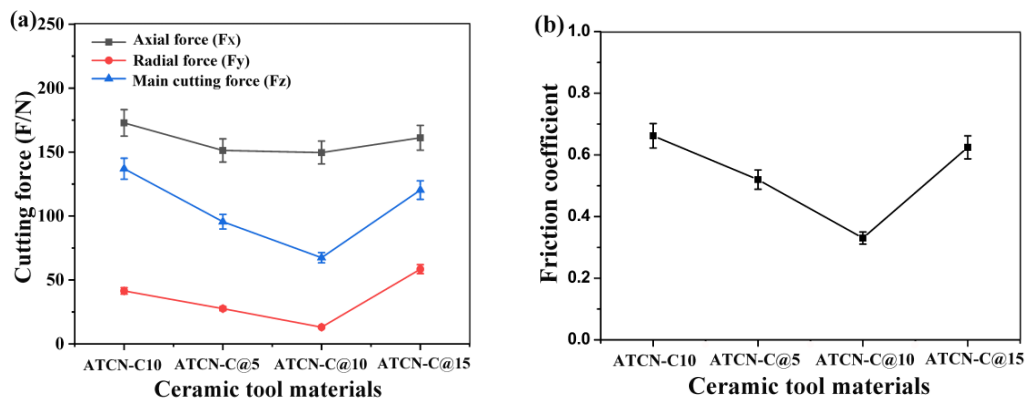 (a)
Cutting force (F/N)
250
200
150
100
50
0
Axial force (Fx)
Radial force (Fy)
Main cutting force (Fz)
ATCN-C10 ATCN-C@5 ATCN-C@10 ATCN-C@15
Ceramic tool materials
(b)
Friction coefficient
1.0
0.8
0.6
0.4
0.2
0.0
ATCN-C10 ATCN-C@5 ATCN-C@10 ATCN-C@15
Ceramic tool materials